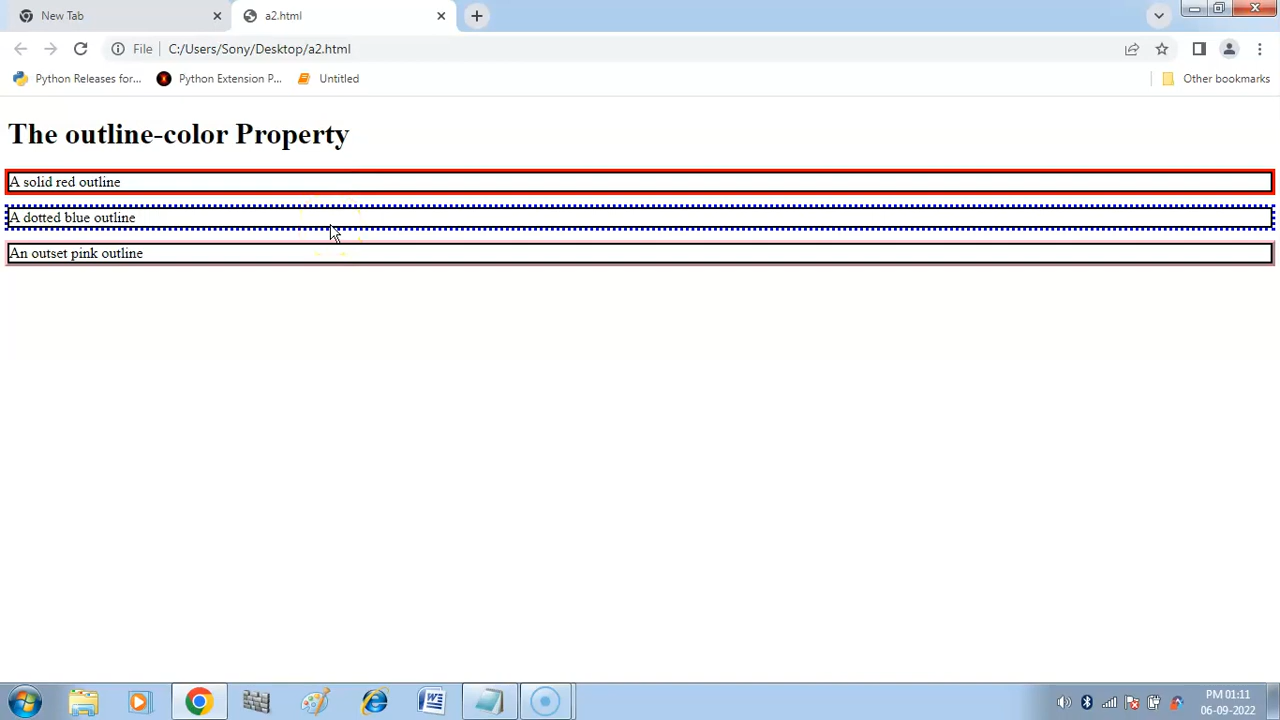 New Tab
a2.html
File
C:/Users/Sony/Desktop/a2.html
Python Releases for...
Python Extension P...
Untitled
Other bookmarks
The outline-color Property
A solid red outline
A dotted blue outline
An outset pink outline
PM 01:11
06-09-2022